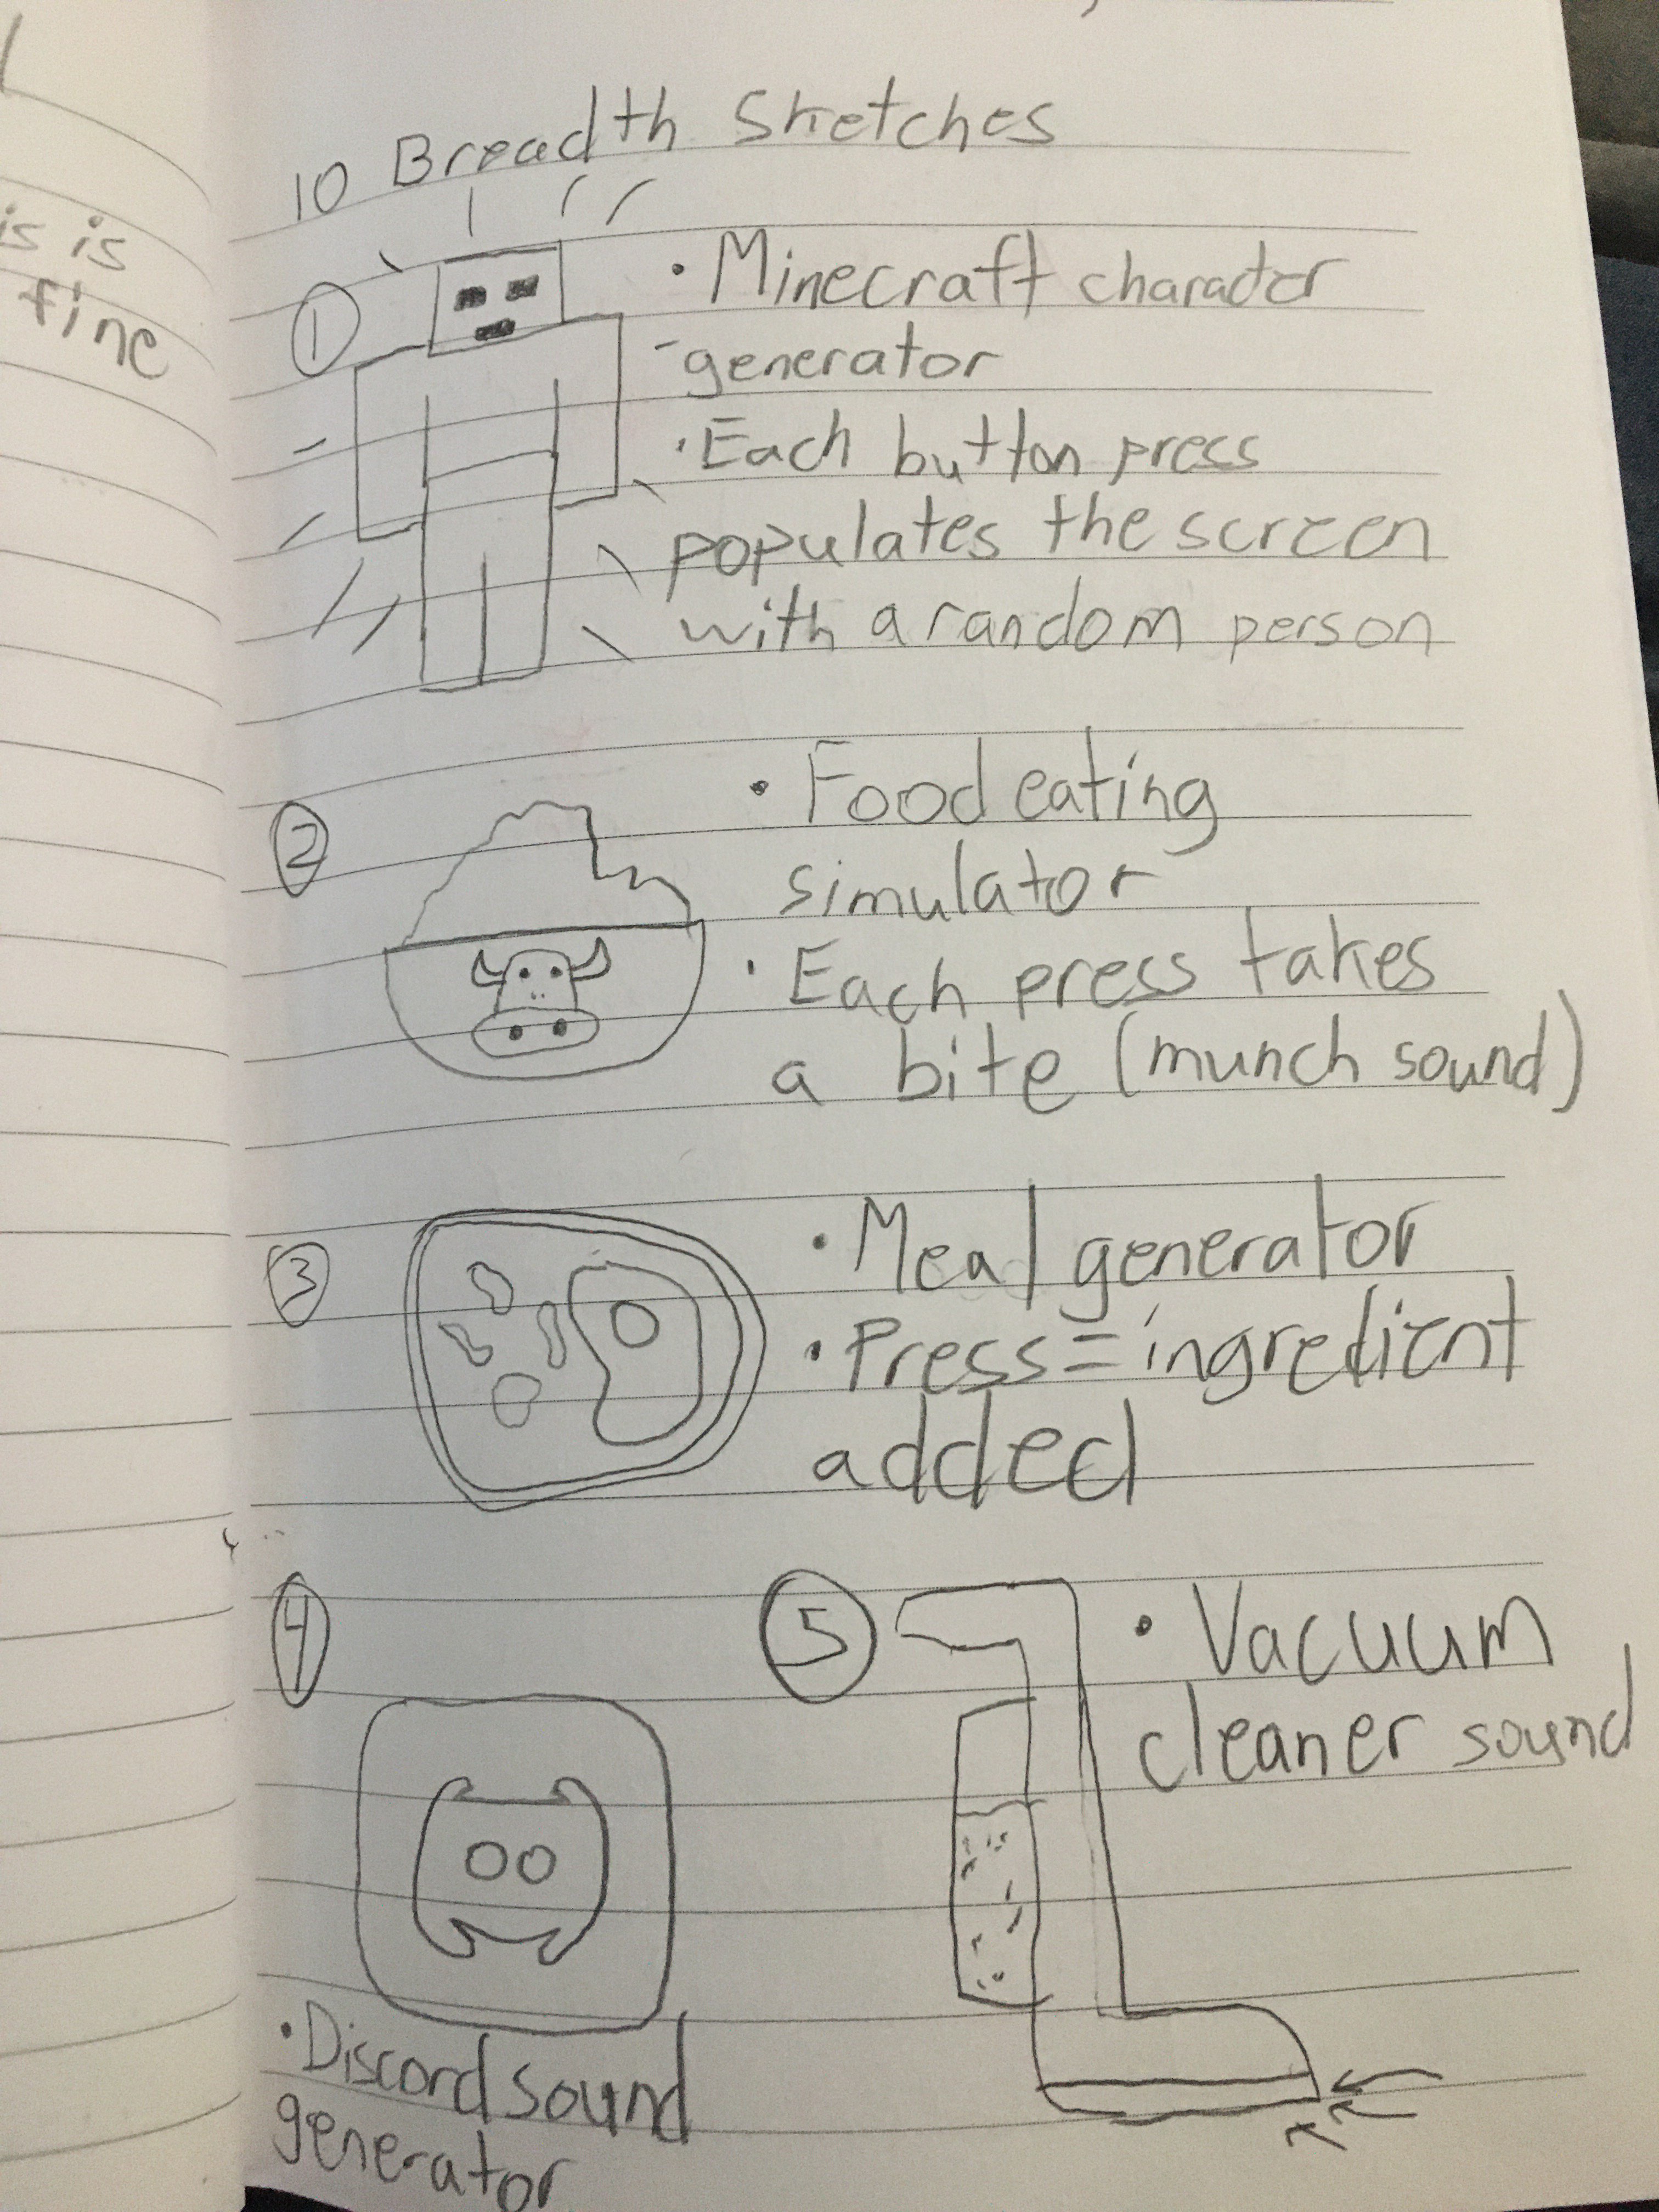 is is
fine
10 Breadth Sketches
① • Minecraft character
-generator
• Each button press
populates the screen
with a random person
② • Food eating
simulator
• Each press takes
a bite (munch sound)
③ • Meal generator
• Press = ingredient
added
④
• Discord sound
generator
⑤ • Vacuum
cleaner sound